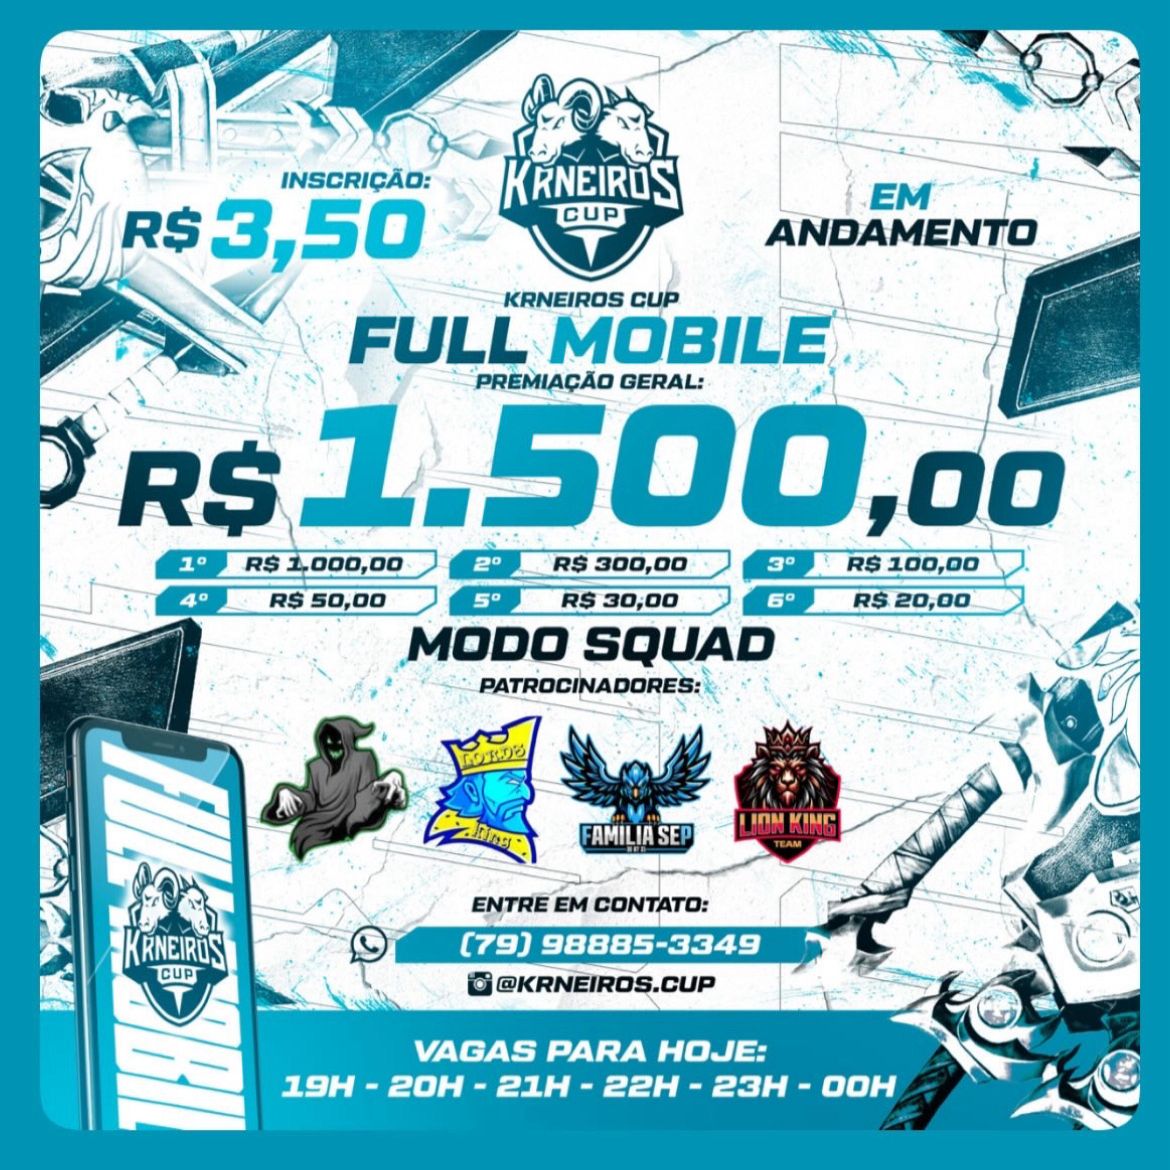 INSCRIÇÃO:
R$ 3,50
KRNEIROS
CUP
EM
ANDAMENTO
KRNEIROS CUP
FULL MOBILE
PREMIAÇÃO GERAL:
R$ 1.500,00
1º R$ 1.000,00
2º R$ 300,00
3º R$ 100,00
4º R$ 50,00
5º R$ 30,00
6º R$ 20,00
MODO SQUAD
PATROCINADORES:
LORDS
King
FAMILIA SEP
LION KING
TEAM
ENTRE EM CONTATO:
(79) 98885-3349
@KRNEIROS.CUP
KRNEIROS
CUP
VAGAS PARA HOJE:
19H - 20H - 21H - 22H - 23H - 00H